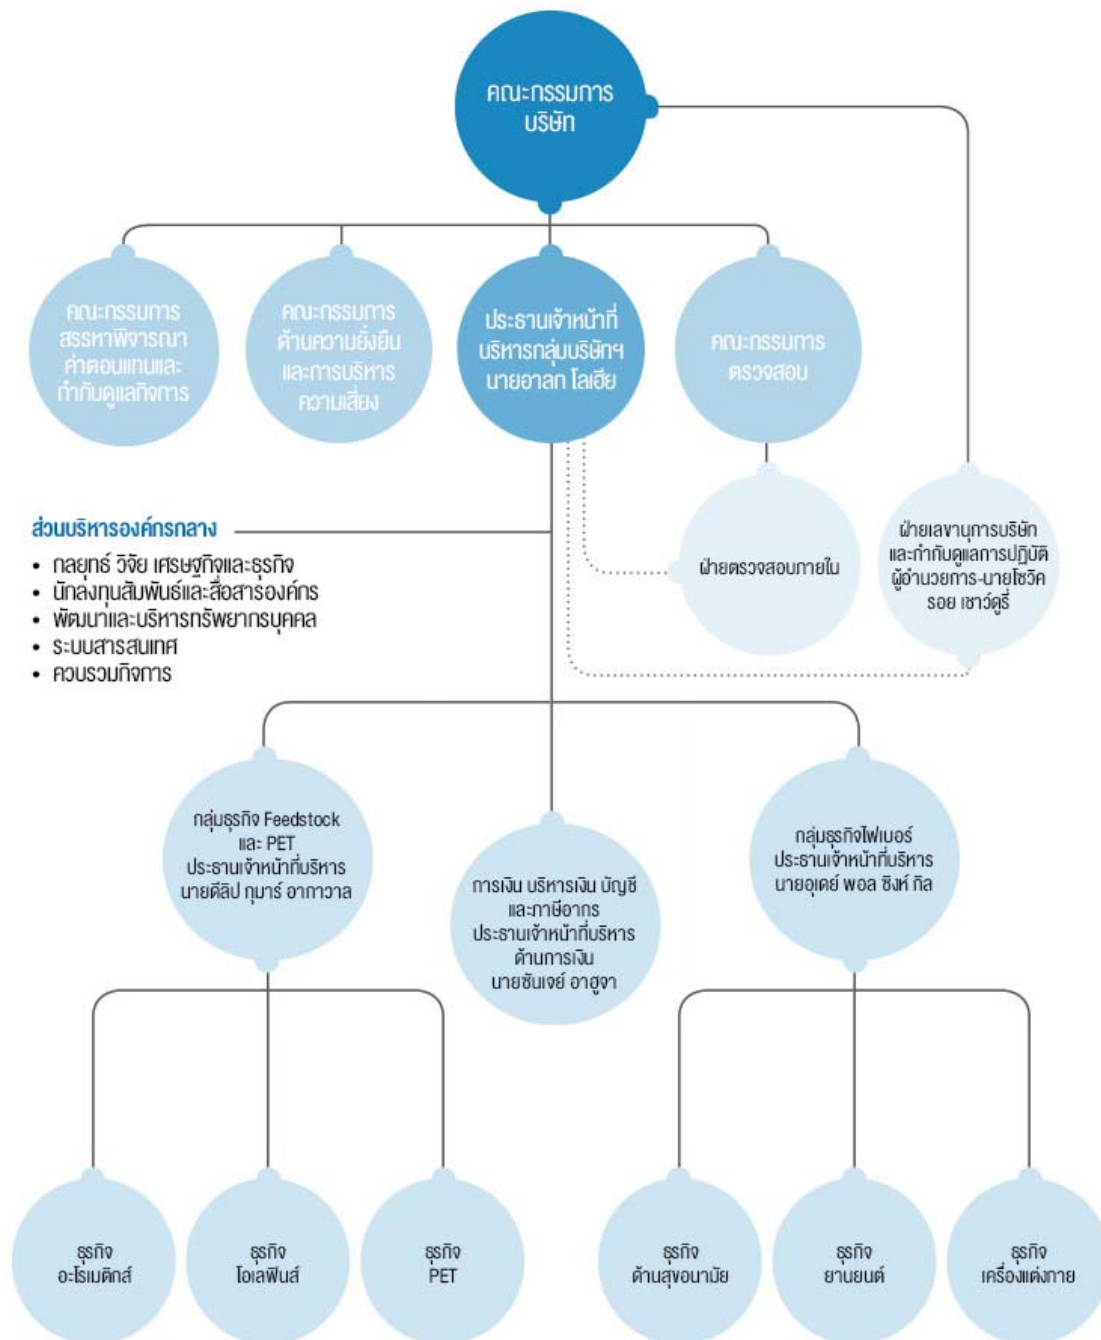 คณะกรรมการ
บริษัท
คณะกรรมการ
สรรหาพิจารณา
ค่าตอบแทนและ
กำกับดูแลกิจการ
คณะกรรมการ
ด้านความยั่งยืน
และการบริหาร
ความเสี่ยง
ประธานเจ้าหน้าที่
บริหารกลุ่มบริษัทฯ
นายอาลก โลเฮีย
คณะกรรมการ
ตรวจสอบ
ส่วนบริหารองค์กรกลาง
• กลยุทธ์ วิจัย เศรษฐกิจและธุรกิจ
• นักลงทุนสัมพันธ์และสื่อสารองค์กร
• พัฒนาและบริหารทรัพยากรบุคคล
• ระบบสารสนเทศ
• ควบรวมกิจการ
ฝ่ายตรวจสอบภายใน
ฝ่ายเลขานุการบริษัท
และกำกับดูแลการปฏิบัติ
ผู้อำนวยการ-นายโซวิค
รอย เชาว์ดูรี่
กลุ่มธุรกิจ Feedstock
และ PET
ประธานเจ้าหน้าที่บริหาร
นายดีลิป กุมาร์ อากาวาล
การเงิน บริหารเงิน บัญชี
และภาษีอากร
ประธานเจ้าหน้าที่บริหาร
ด้านการเงิน
นายซันเจย์ อาฮูจา
กลุ่มธุรกิจไฟเบอร์
ประธานเจ้าหน้าที่บริหาร
นายอุเดย์ พอล ซิงห์ กิล
ธุรกิจ
อะโรเมติกส์
ธุรกิจ
โอเลฟินส์
ธุรกิจ
PET
ธุรกิจ
ด้านสุขอนามัย
ธุรกิจ
ยานยนต์
ธุรกิจ
เครื่องแต่งกาย